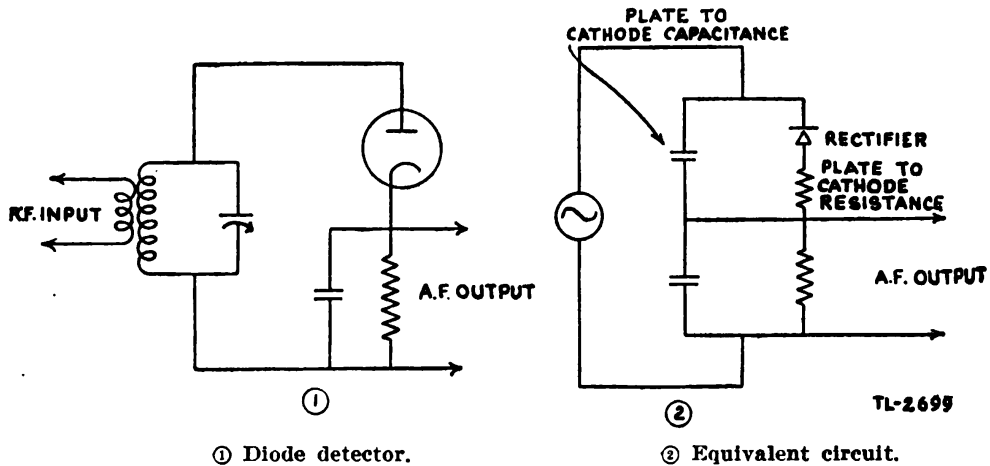 R.F. INPUT
A.F. OUTPUT
①
PLATE TO
CATHODE CAPACITANCE
RECTIFIER
PLATE TO
CATHODE
RESISTANCE
A.F. OUTPUT
②
TL-2699
① Diode detector.
② Equivalent circuit.